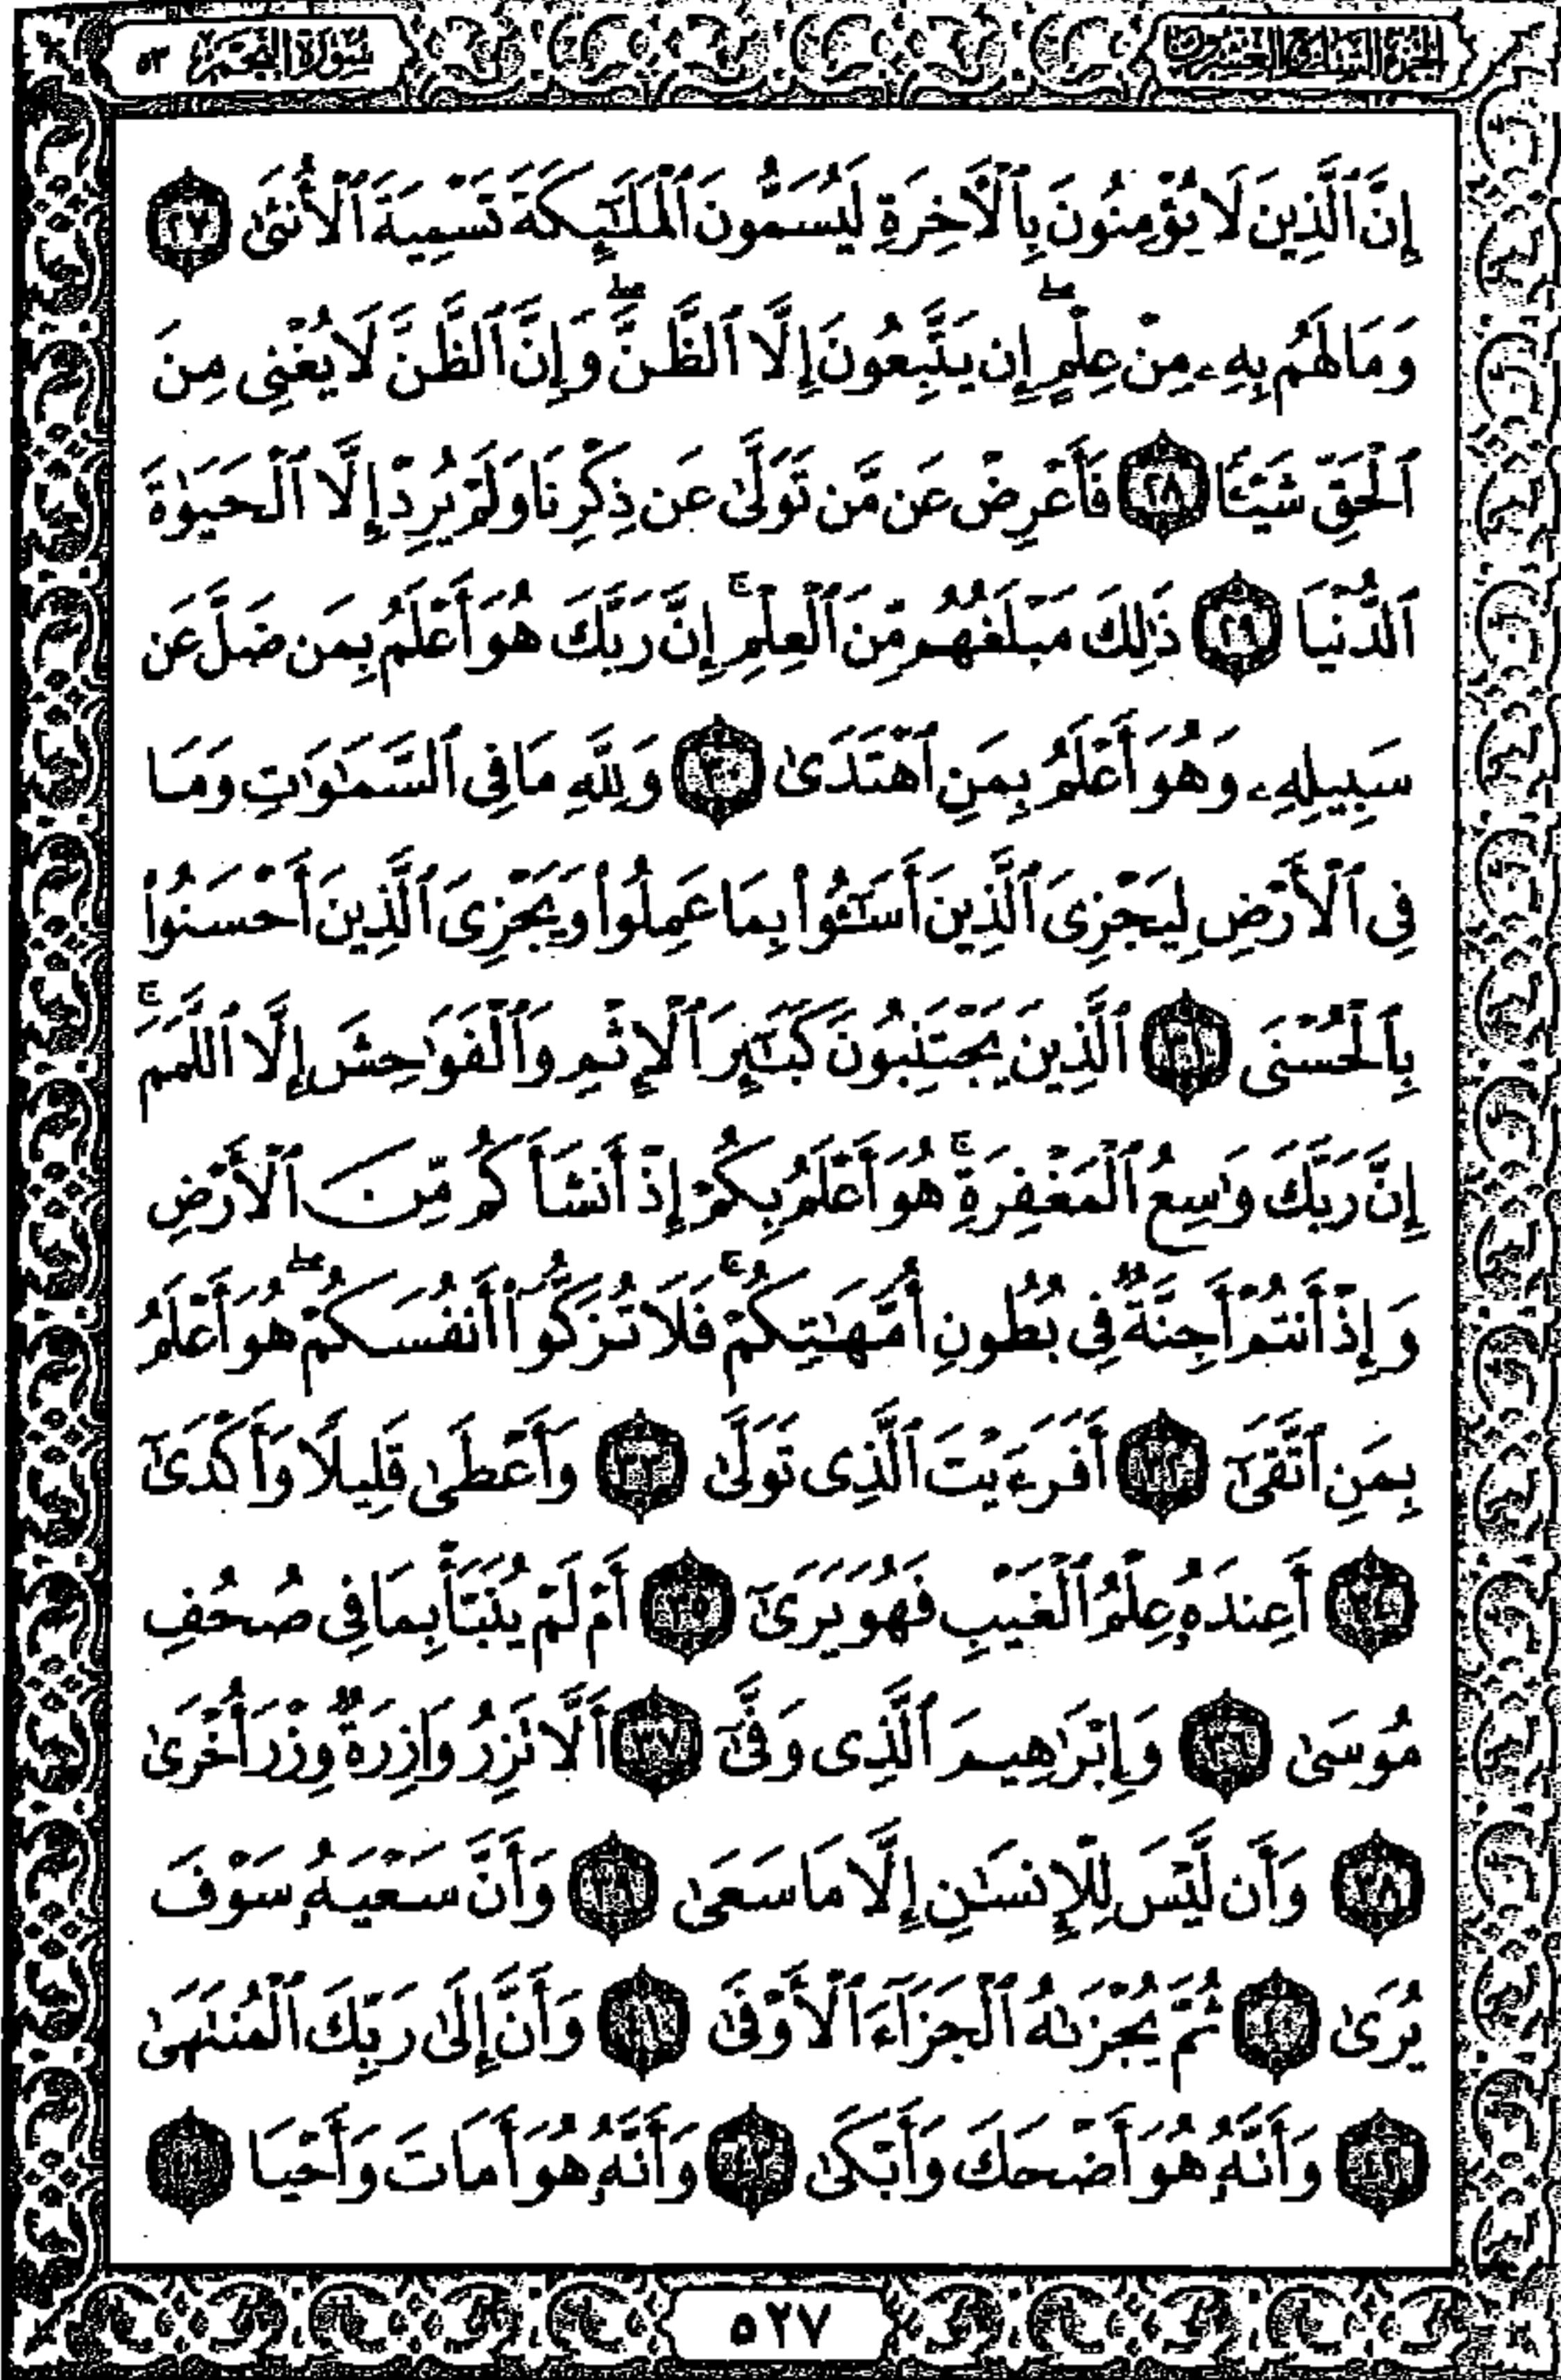 الجزء السابع والعشرون
سورة النجم ٥٣
إِنَّ ٱلَّذِينَ لَا يُؤْمِنُونَ بِٱلْأَخِرَةِ لَيُسَمُّونَ ٱلْمَلَٰٓئِكَةَ تَسْمِيَةَ ٱلْأُنثَىٰ ٢٧
وَمَا لَهُم بِهِۦ مِنْ عِلْمٍ ۖ إِن يَتَّبِعُونَ إِلَّا ٱلظَّنَّ ۖ وَإِنَّ ٱلظَّنَّ لَا يُغْنِى مِنَ
ٱلْحَقِّ شَيْـًٔا ٢٨ فَأَعْرِضْ عَن مَّن تَوَلَّىٰ عَن ذِكْرِنَا وَلَمْ يُرِدْ إِلَّا ٱلْحَيَوٰةَ
ٱلدُّنْيَا ٢٩ ذَٰلِكَ مَبْلَغُهُم مِّنَ ٱلْعِلْمِ ۚ إِنَّ رَبَّكَ هُوَ أَعْلَمُ بِمَن ضَلَّ عَن
سَبِيلِهِۦ وَهُوَ أَعْلَمُ بِمَنِ ٱهْتَدَىٰ ٣٠ وَلِلَّهِ مَا فِى ٱلسَّمَٰوَٰتِ وَمَا
فِى ٱلْأَرْضِ لِيَجْزِىَ ٱلَّذِينَ أَسَٰٓـُٔوا۟ بِمَا عَمِلُوا۟ وَيَجْزِىَ ٱلَّذِينَ أَحْسَنُوا۟
بِٱلْحُسْنَى ٣١ ٱلَّذِينَ يَجْتَنِبُونَ كَبَٰٓئِرَ ٱلْإِثْمِ وَٱلْفَوَٰحِشَ إِلَّا ٱللَّمَمَ ۚ
إِنَّ رَبَّكَ وَٰسِعُ ٱلْمَغْفِرَةِ ۚ هُوَ أَعْلَمُ بِكُمْ إِذْ أَنشَأَكُم مِّنَ ٱلْأَرْضِ
وَإِذْ أَنتُمْ أَجِنَّةٌ فِى بُطُونِ أُمَّهَٰتِكُمْ ۚ فَلَا تُزَكُّوٓا۟ أَنفُسَكُمْ ۖ هُوَ أَعْلَمُ
بِمَنِ ٱتَّقَىٰٓ ٣٢ أَفَرَءَيْتَ ٱلَّذِى تَوَلَّىٰ ٣٣ وَأَعْطَىٰ قَلِيلًا وَأَكْدَىٰٓ
٣٤ أَعِندَهُۥ عِلْمُ ٱلْغَيْبِ فَهُوَ يَرَىٰٓ ٣٥ أَمْ لَمْ يُنَبَّأْ بِمَا فِى صُحُفِ
مُوسَىٰ ٣٦ وَإِبْرَٰهِيمَ ٱلَّذِى وَفَّىٰٓ ٣٧ أَلَّا تَزِرُ وَازِرَةٌ وِزْرَ أُخْرَىٰ
٣٨ وَأَن لَّيْسَ لِلْإِنسَٰنِ إِلَّا مَا سَعَىٰ ٣٩ وَأَنَّ سَعْيَهُۥ سَوْفَ
يُرَىٰ ٤٠ ثُمَّ يُجْزَىٰهُ ٱلْجَزَآءَ ٱلْأَوْفَىٰ ٤١ وَأَنَّ إِلَىٰ رَبِّكَ ٱلْمُنتَهَىٰ
٤٢ وَأَنَّهُۥ هُوَ أَضْحَكَ وَأَبْكَىٰ ٤٣ وَأَنَّهُۥ هُوَ أَمَاتَ وَأَحْيَا ٤٤
٥٢٧